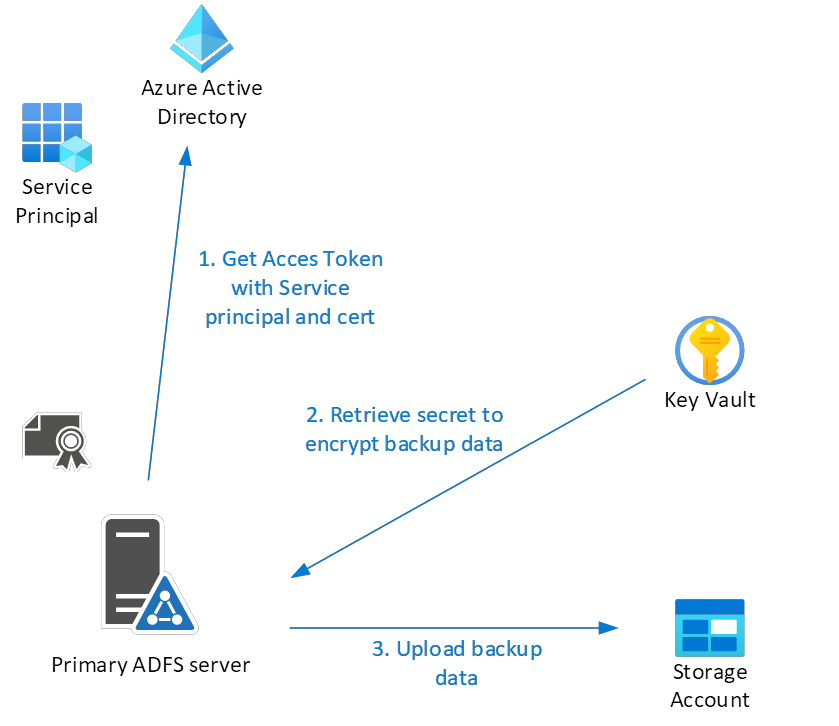 Azure Active
Directory
Service
Principal
1. Get Acces Token
with Service
principal and cert
Key Vault
2. Retrieve secret to
encrypt backup data
Primary ADFS server
3. Upload backup
data
Storage
Account